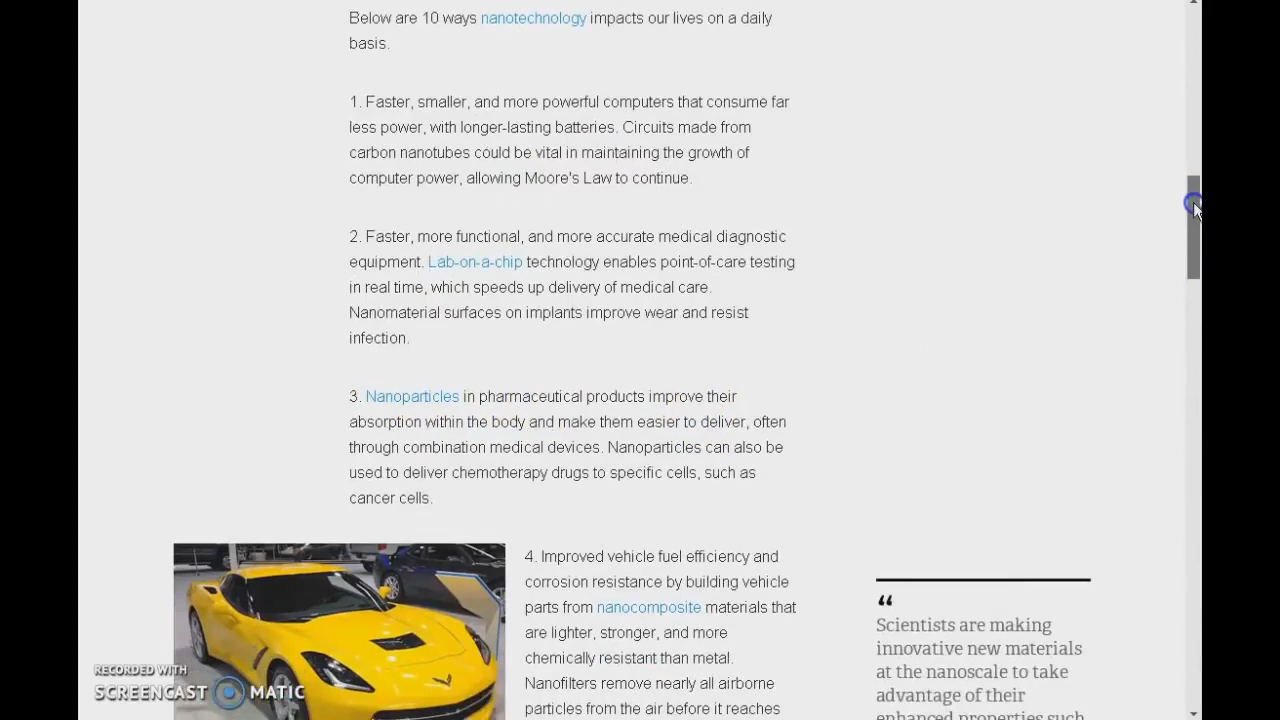 Below are 10 ways nanotechnology impacts our lives on a daily
basis.
1. Faster, smaller, and more powerful computers that consume far
less power, with longer-lasting batteries. Circuits made from
carbon nanotubes could be vital in maintaining the growth of
computer power, allowing Moore's Law to continue.
2. Faster, more functional, and more accurate medical diagnostic
equipment. Lab-on-a-chip technology enables point-of-care testing
in real time, which speeds up delivery of medical care.
Nanomaterial surfaces on implants improve wear and resist
infection.
3. Nanoparticles in pharmaceutical products improve their
absorption within the body and make them easier to deliver, often
through combination medical devices. Nanoparticles can also be
used to deliver chemotherapy drugs to specific cells, such as
cancer cells.
4. Improved vehicle fuel efficiency and
corrosion resistance by building vehicle
parts from nanocomposite materials that
are lighter, stronger, and more
chemically resistant than metal.
Nanofilters remove nearly all airborne
particles from the air before it reaches
“
Scientists are making
innovative new materials
at the nanoscale to take
advantage of their
enhanced properties such
RECORDED WITH
SCREENCAST MATIC